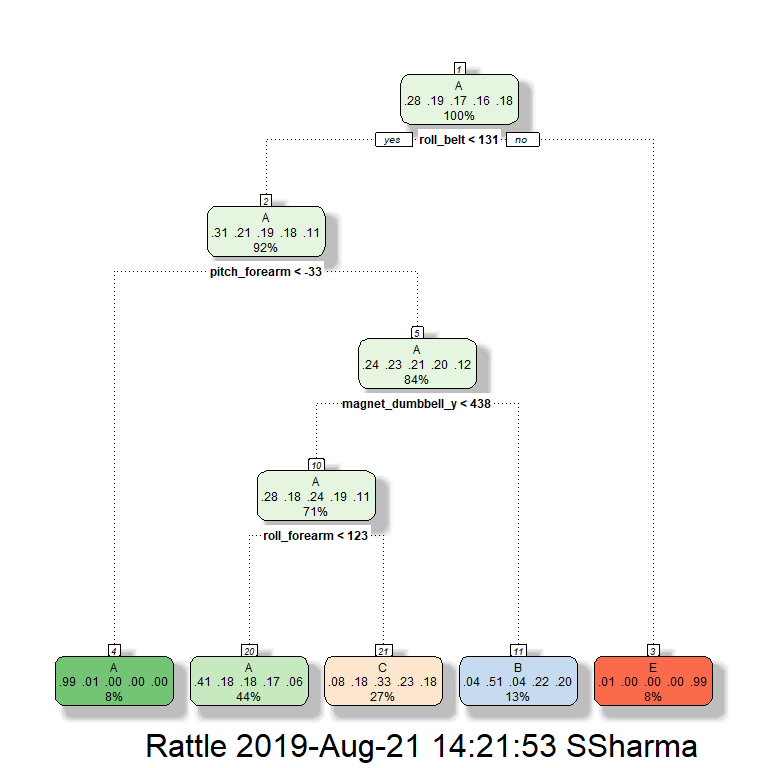 1
A
.28 .19 .17 .16 .18
100%
yes roll_belt < 131 no
2
A
.31 .21 .19 .18 .11
92%
pitch_forearm < -33
5
A
.24 .23 .21 .20 .12
84%
magnet_dumbbell_y < 438
10
A
.28 .18 .24 .19 .11
71%
roll_forearm < 123
4
A
.99 .01 .00 .00 .00
8%
20
A
.41 .18 .18 .17 .06
44%
21
C
.08 .18 .33 .23 .18
27%
11
B
.04 .51 .04 .22 .20
13%
3
E
.01 .00 .00 .00 .99
8%
Rattle 2019-Aug-21 14:21:53 SSharma